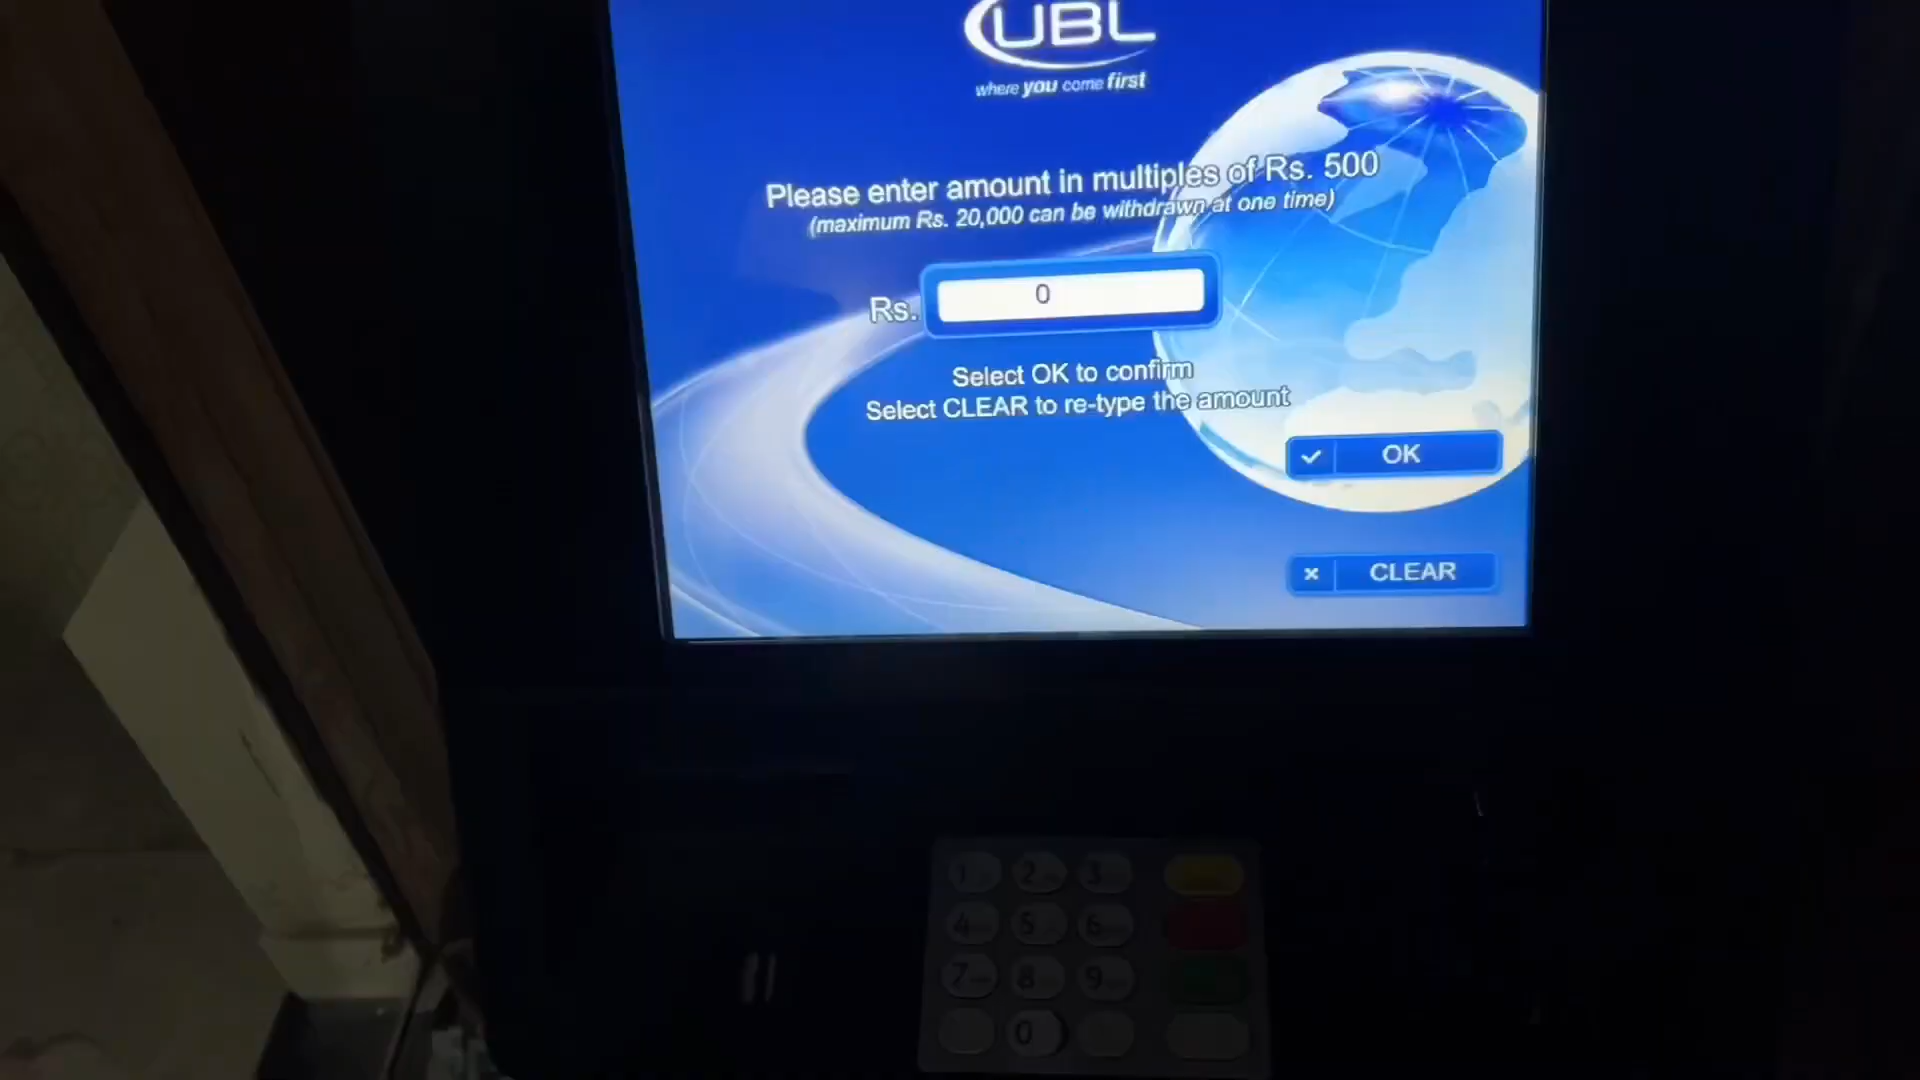 UBL
where you come first
Please enter amount in multiples of Rs. 500
(maximum Rs. 20,000 can be withdrawn at one time)
Rs. 0
Select OK to confirm
Select CLEAR to re-type the amount
OK
CLEAR
1 2 3
4 5 6
7 8 9
0